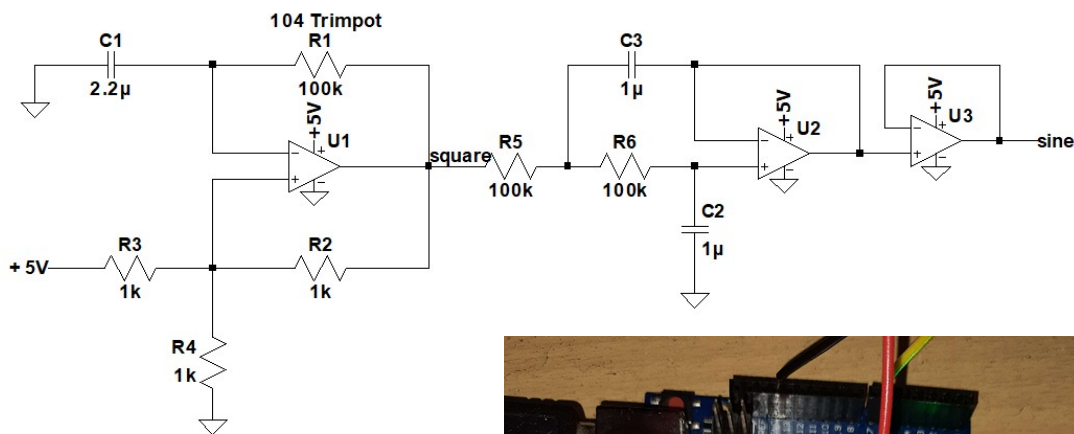 104 Trimpot
C1
R1
C3
2.2µ
100k
1µ
+5V
U1
+5V
U2
+5V
U3
square
R5
R6
sine
100k
100k
C2
1µ
R3
R2
+ 5V
1k
1k
R4
1k